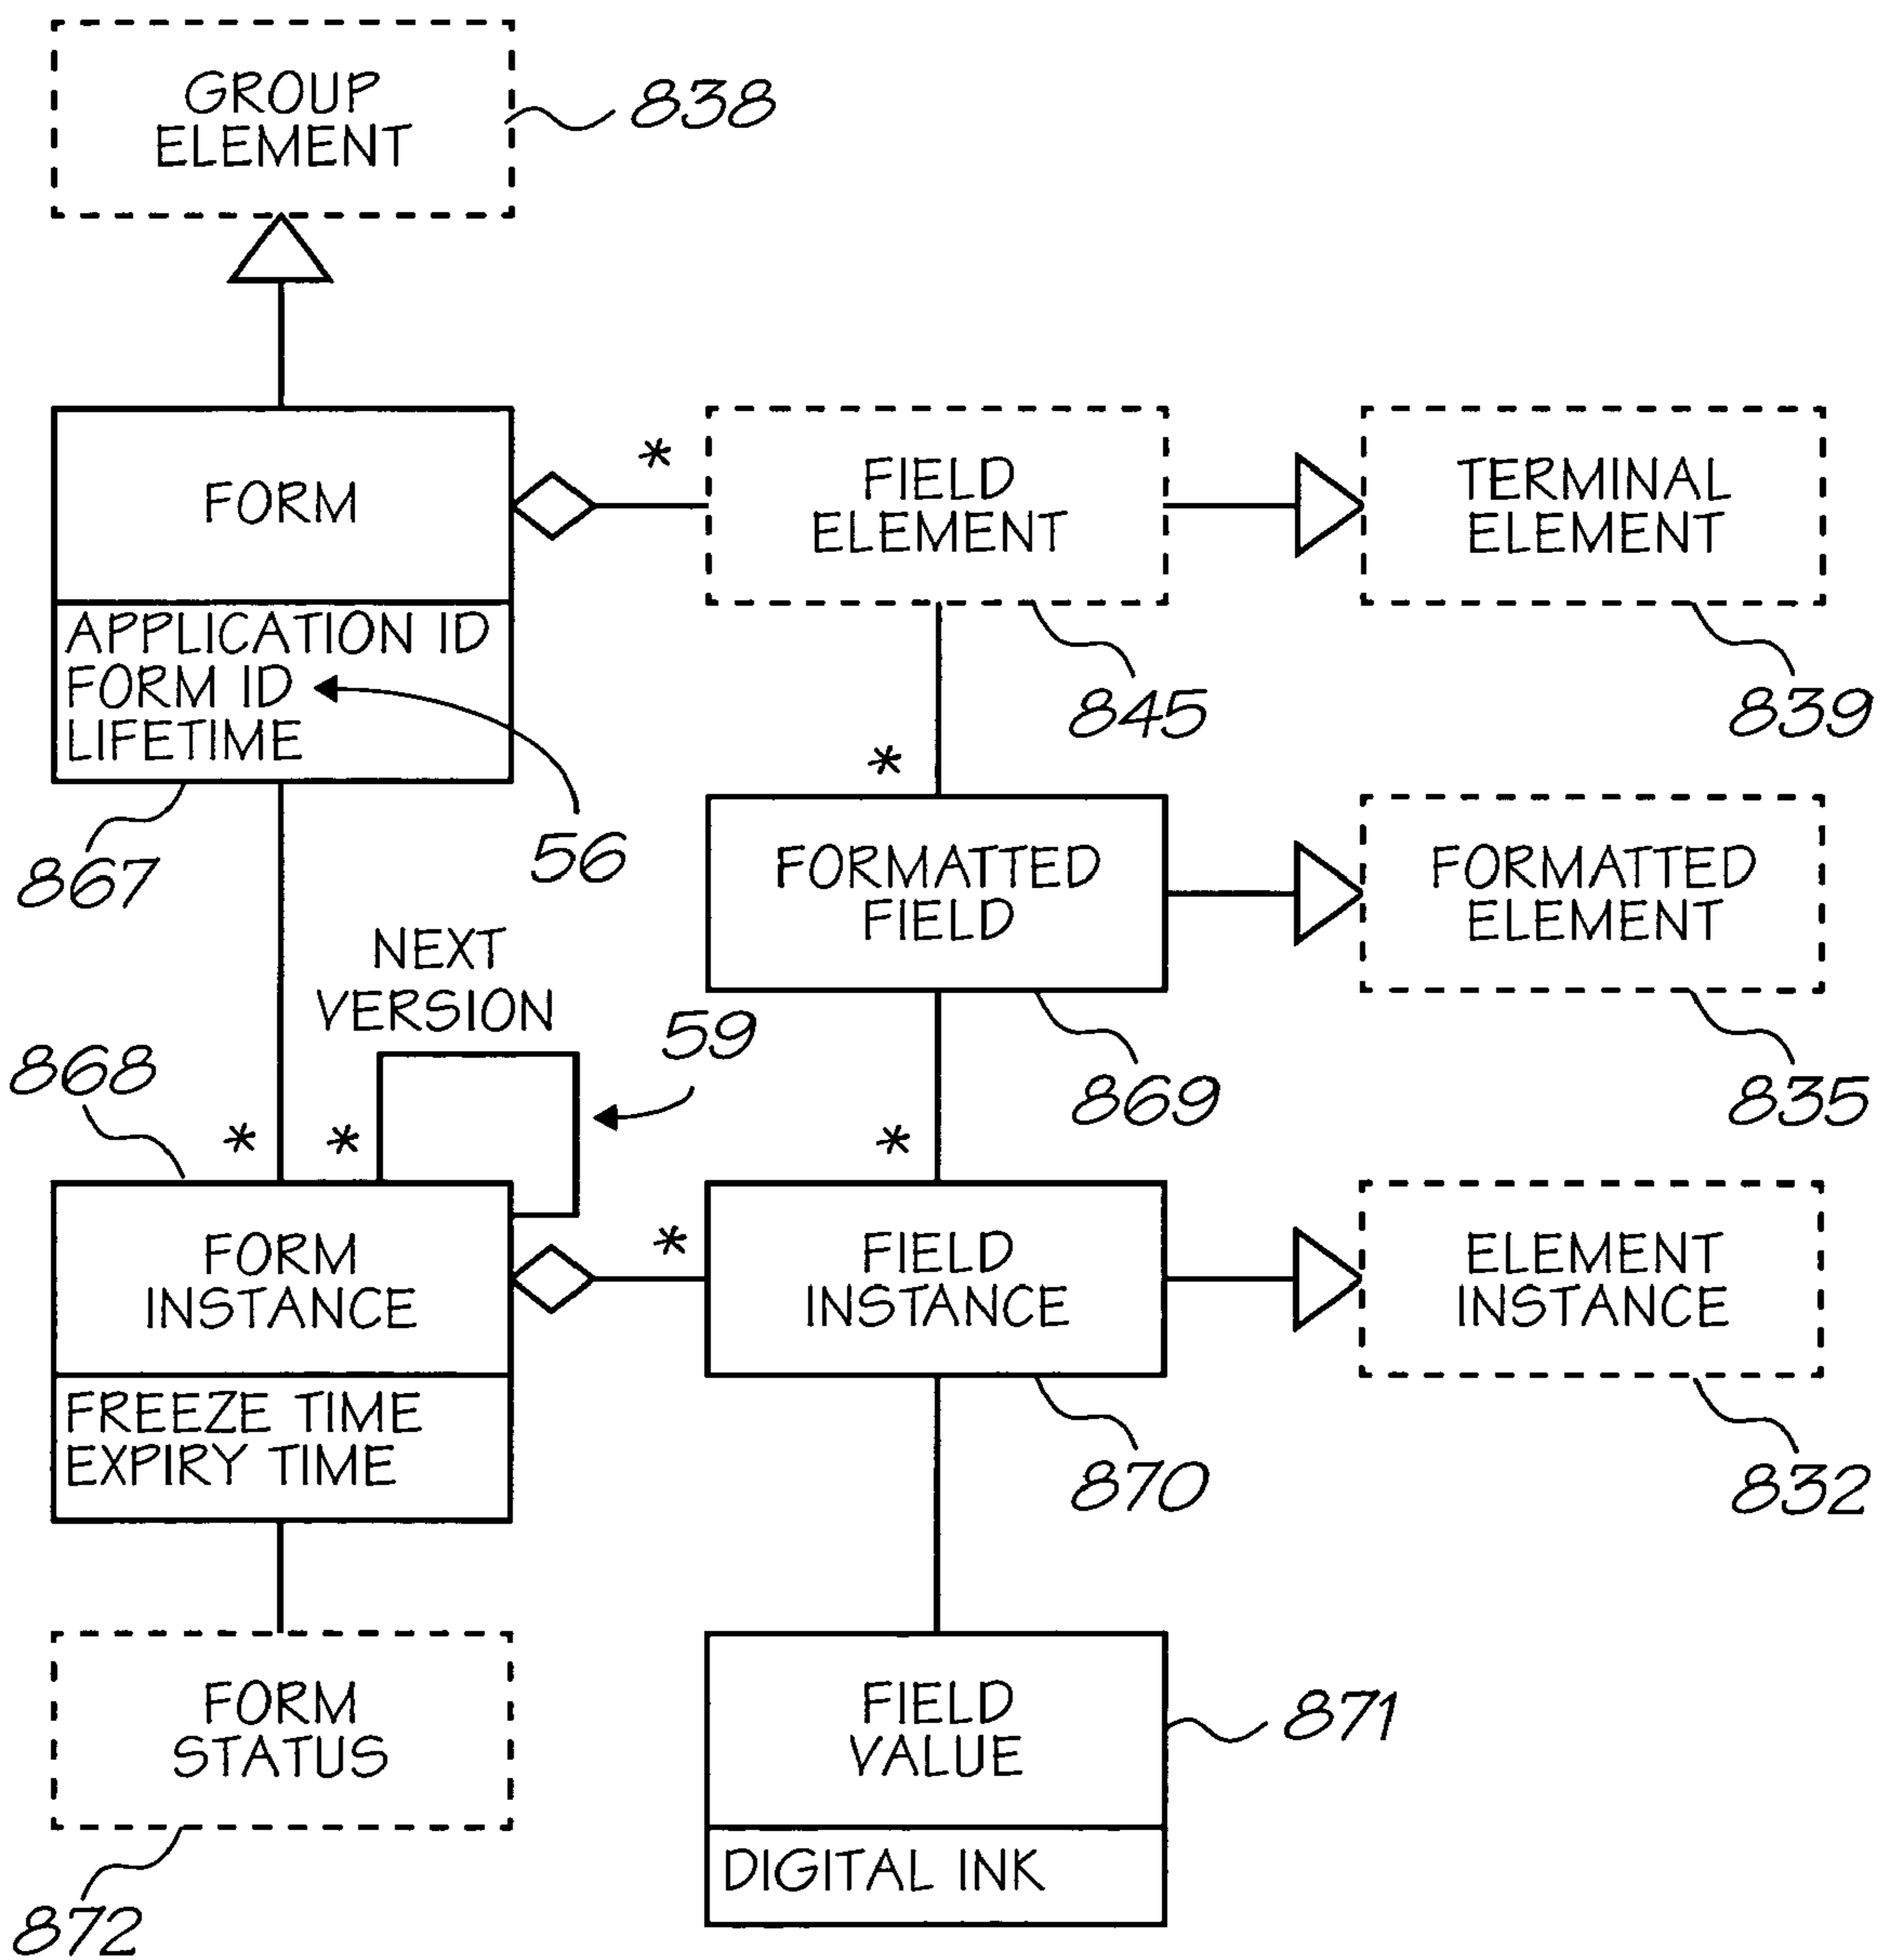 GROUP
ELEMENT
838
FORM
*
FIELD
ELEMENT
TERMINAL
ELEMENT
APPLICATION ID
FORM ID
LIFETIME
845
839
*
867
56
FORMATTED
FIELD
FORMATTED
ELEMENT
NEXT
VERSION
59
868
869
835
*
*
*
FORM
INSTANCE
*
FIELD
INSTANCE
ELEMENT
INSTANCE
FREEZE TIME
EXPIRY TIME
870
832
FORM
STATUS
FIELD
VALUE
871
DIGITAL INK
872